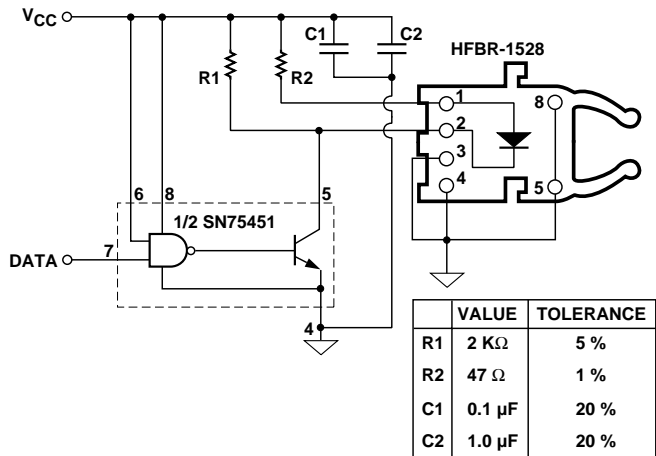 VCC
C1
C2
R1
R2
HFBR-1528
1
2
3
4
8
5
6
8
5
1/2 SN75451
DATA
7
4
VALUE TOLERANCE
R1 2 KΩ 5 %
R2 47 Ω 1 %
C1 0.1 µF 20 %
C2 1.0 µF 20 %